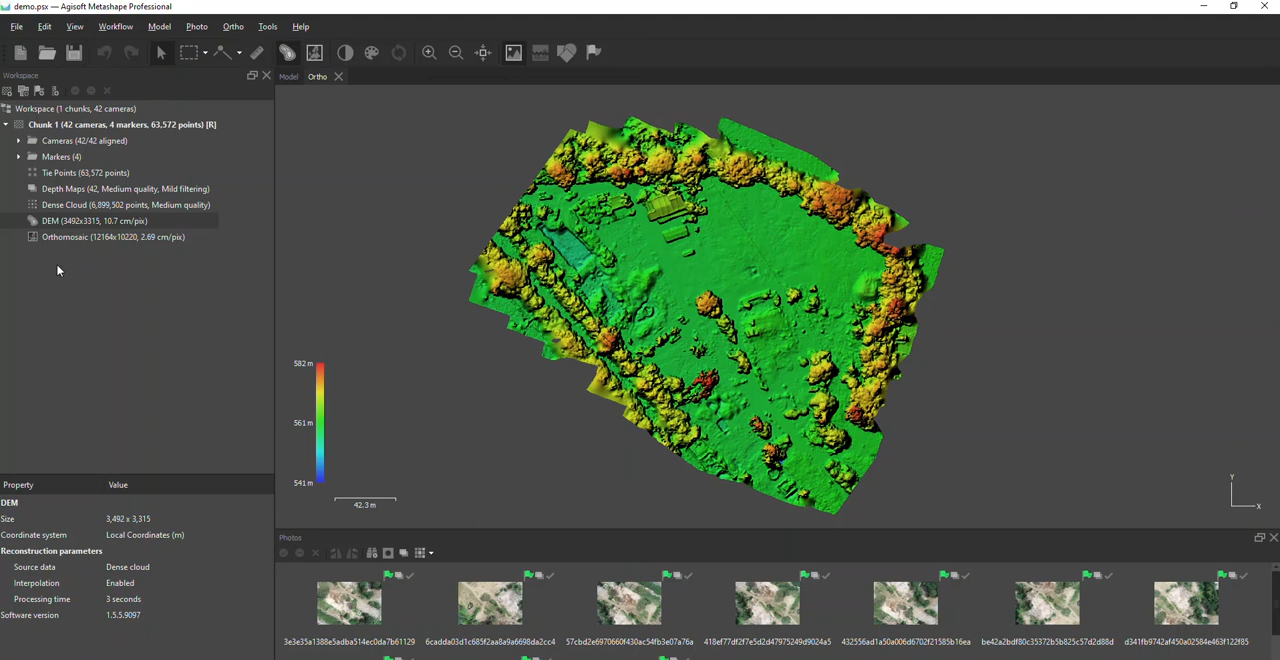 demo.psx — Agisoft Metashape Professional
File Edit View Workflow Model Photo Ortho Tools Help
Workspace
Model Ortho
Workspace (1 chunks, 42 cameras)
Chunk 1 (42 cameras, 4 markers, 63,572 points) [R]
Cameras (42/42 aligned)
Markers (4)
Tie Points (63,572 points)
Depth Maps (42, Medium quality, Mild filtering)
Dense Cloud (6,899,502 points, Medium quality)
DEM (3492x3315, 10.7 cm/pix)
Orthomosaic (12164x10220, 2.69 cm/pix)
582 m
561 m
541 m
42.3 m
Y
X
Property Value
DEM
Size 3,492 x 3,315
Coordinate system Local Coordinates (m)
Reconstruction parameters
Source data Dense cloud
Interpolation Enabled
Processing time 3 seconds
Software version 1.5.5.9097
Photos
3e3e35a1388e5adba514ec0da7b61129 6cadda03d1c685f2aa8a9a6698da2cc4 57cbd2e6970660f430ac54fb3e07a76a 418ef77df2f7e5d2d47975249d9024a5 432556ad1a50a006d6702f21585b16ea be42a2bdf80c35372b5b825c57d2d88d d341fb9742af450a02584e463f122f85